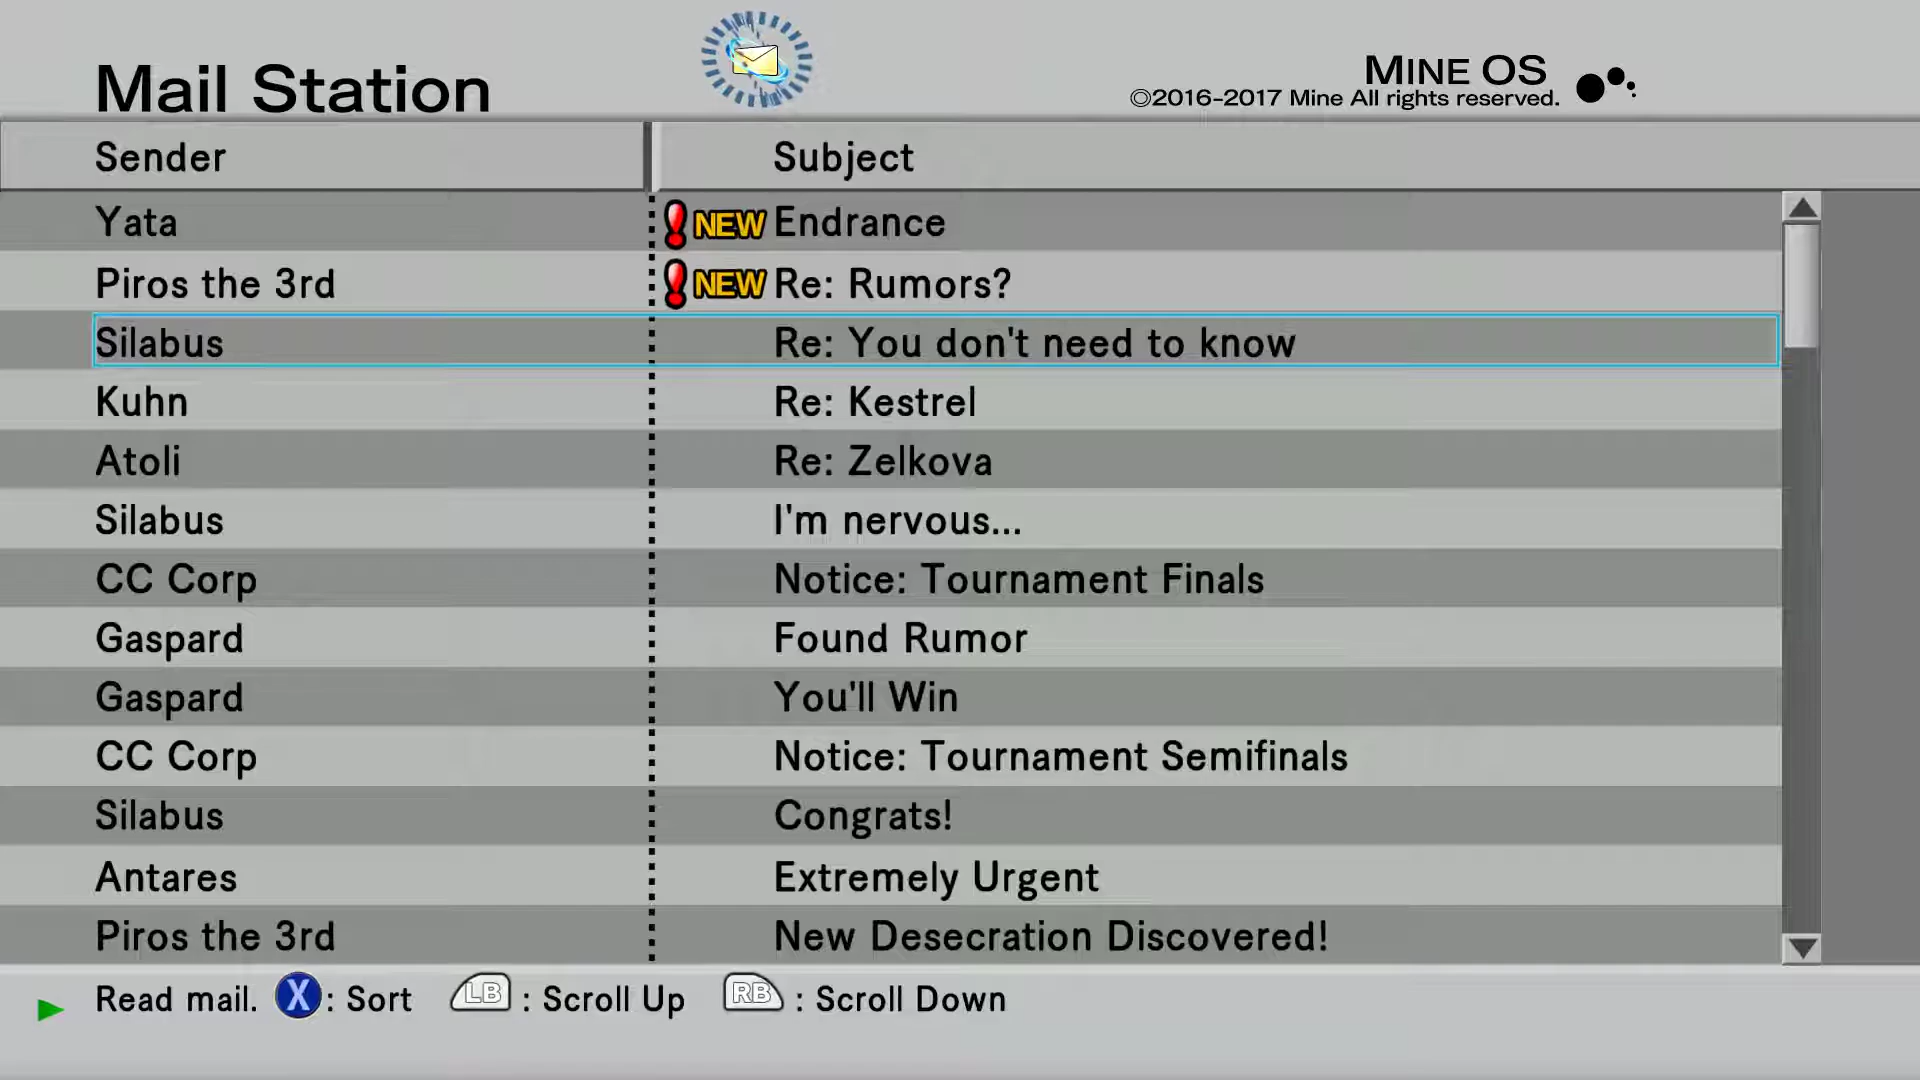 Mail Station
MINE OS
©2016-2017 Mine All rights reserved.
Sender Subject
Yata NEW Endrance
Piros the 3rd NEW Re: Rumors?
Silabus Re: You don't need to know
Kuhn Re: Kestrel
Atoli Re: Zelkova
Silabus I'm nervous...
CC Corp Notice: Tournament Finals
Gaspard Found Rumor
Gaspard You'll Win
CC Corp Notice: Tournament Semifinals
Silabus Congrats!
Antares Extremely Urgent
Piros the 3rd New Desecration Discovered!
Read mail. X: Sort LB : Scroll Up RB : Scroll Down